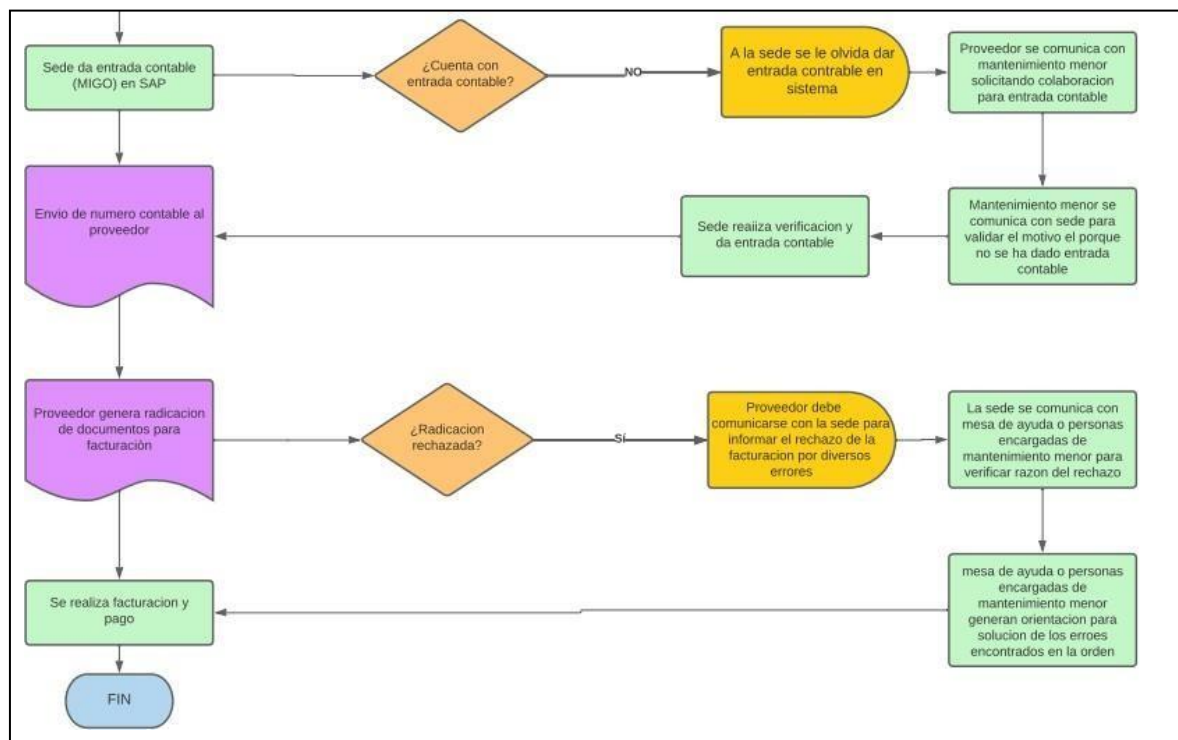 Sede da entrada contable
(MIGO) en SAP
¿Cuenta con
entrada contable?
NO
A la sede se le olvida dar
entrada contrable en
sistema
Proveedor se comunica con
mantenimiento menor
solicitando colaboracion
para entrada contable
Envio de numero contable al
proveedor
Sede reaiiza verificacion y
da entrada contable
Mantenimiento menor se
comunica con sede para
validar el motivo el porque
no se ha dado entrada
contable
Proveedor genera radicacion
de documentos para
facturaciòn
¿Radicacion
rechazada?
Sí
Proveedor debe
comunicarse con la sede para
informar el rechazo de la
facturacion por diversos
errores
La sede se comunica con
mesa de ayuda o personas
encargadas de
mantenimiento menor para
verificar razon del rechazo
Se realiza facturacion y
pago
mesa de ayuda o personas
encargadas de
mantenimiento menor
generan orientacion para
solucion de los erroes
encontrados en la orden
FIN